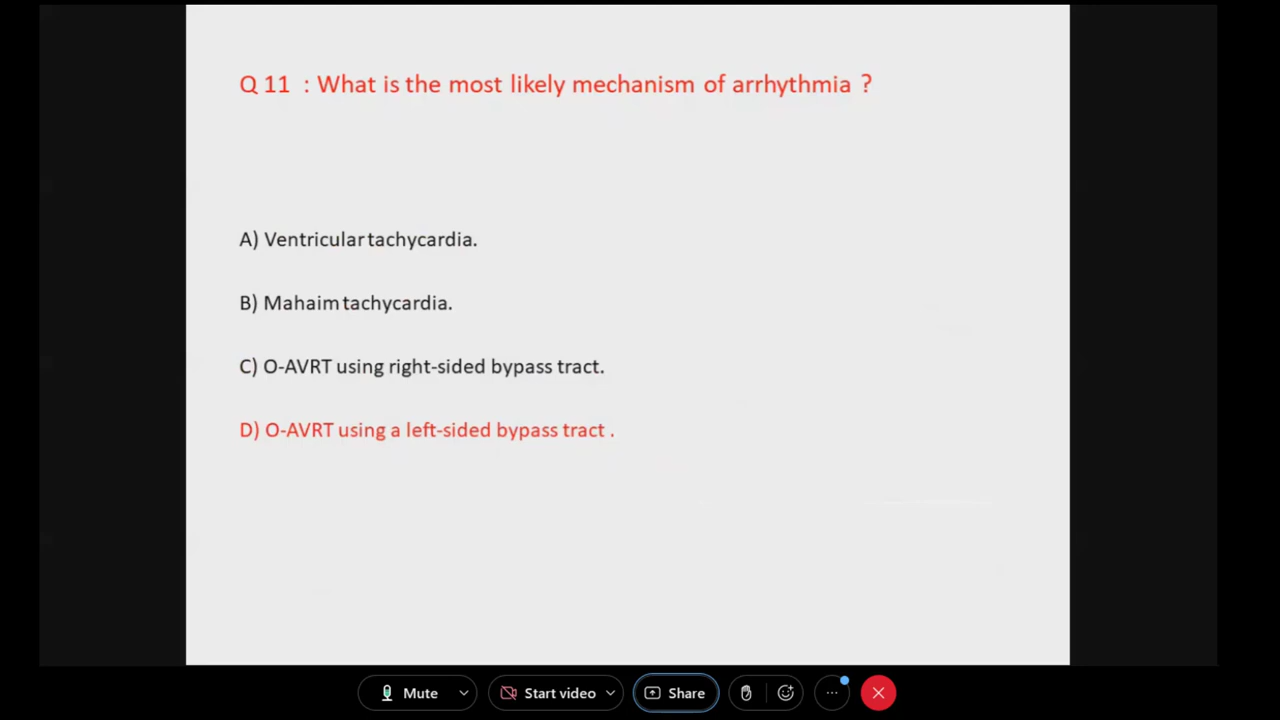 Q 11 : What is the most likely mechanism of arrhythmia ?
A) Ventricular tachycardia.
B) Mahaim tachycardia.
C) O-AVRT using right-sided bypass tract.
D) O-AVRT using a left-sided bypass tract .
Mute
Start video
Share